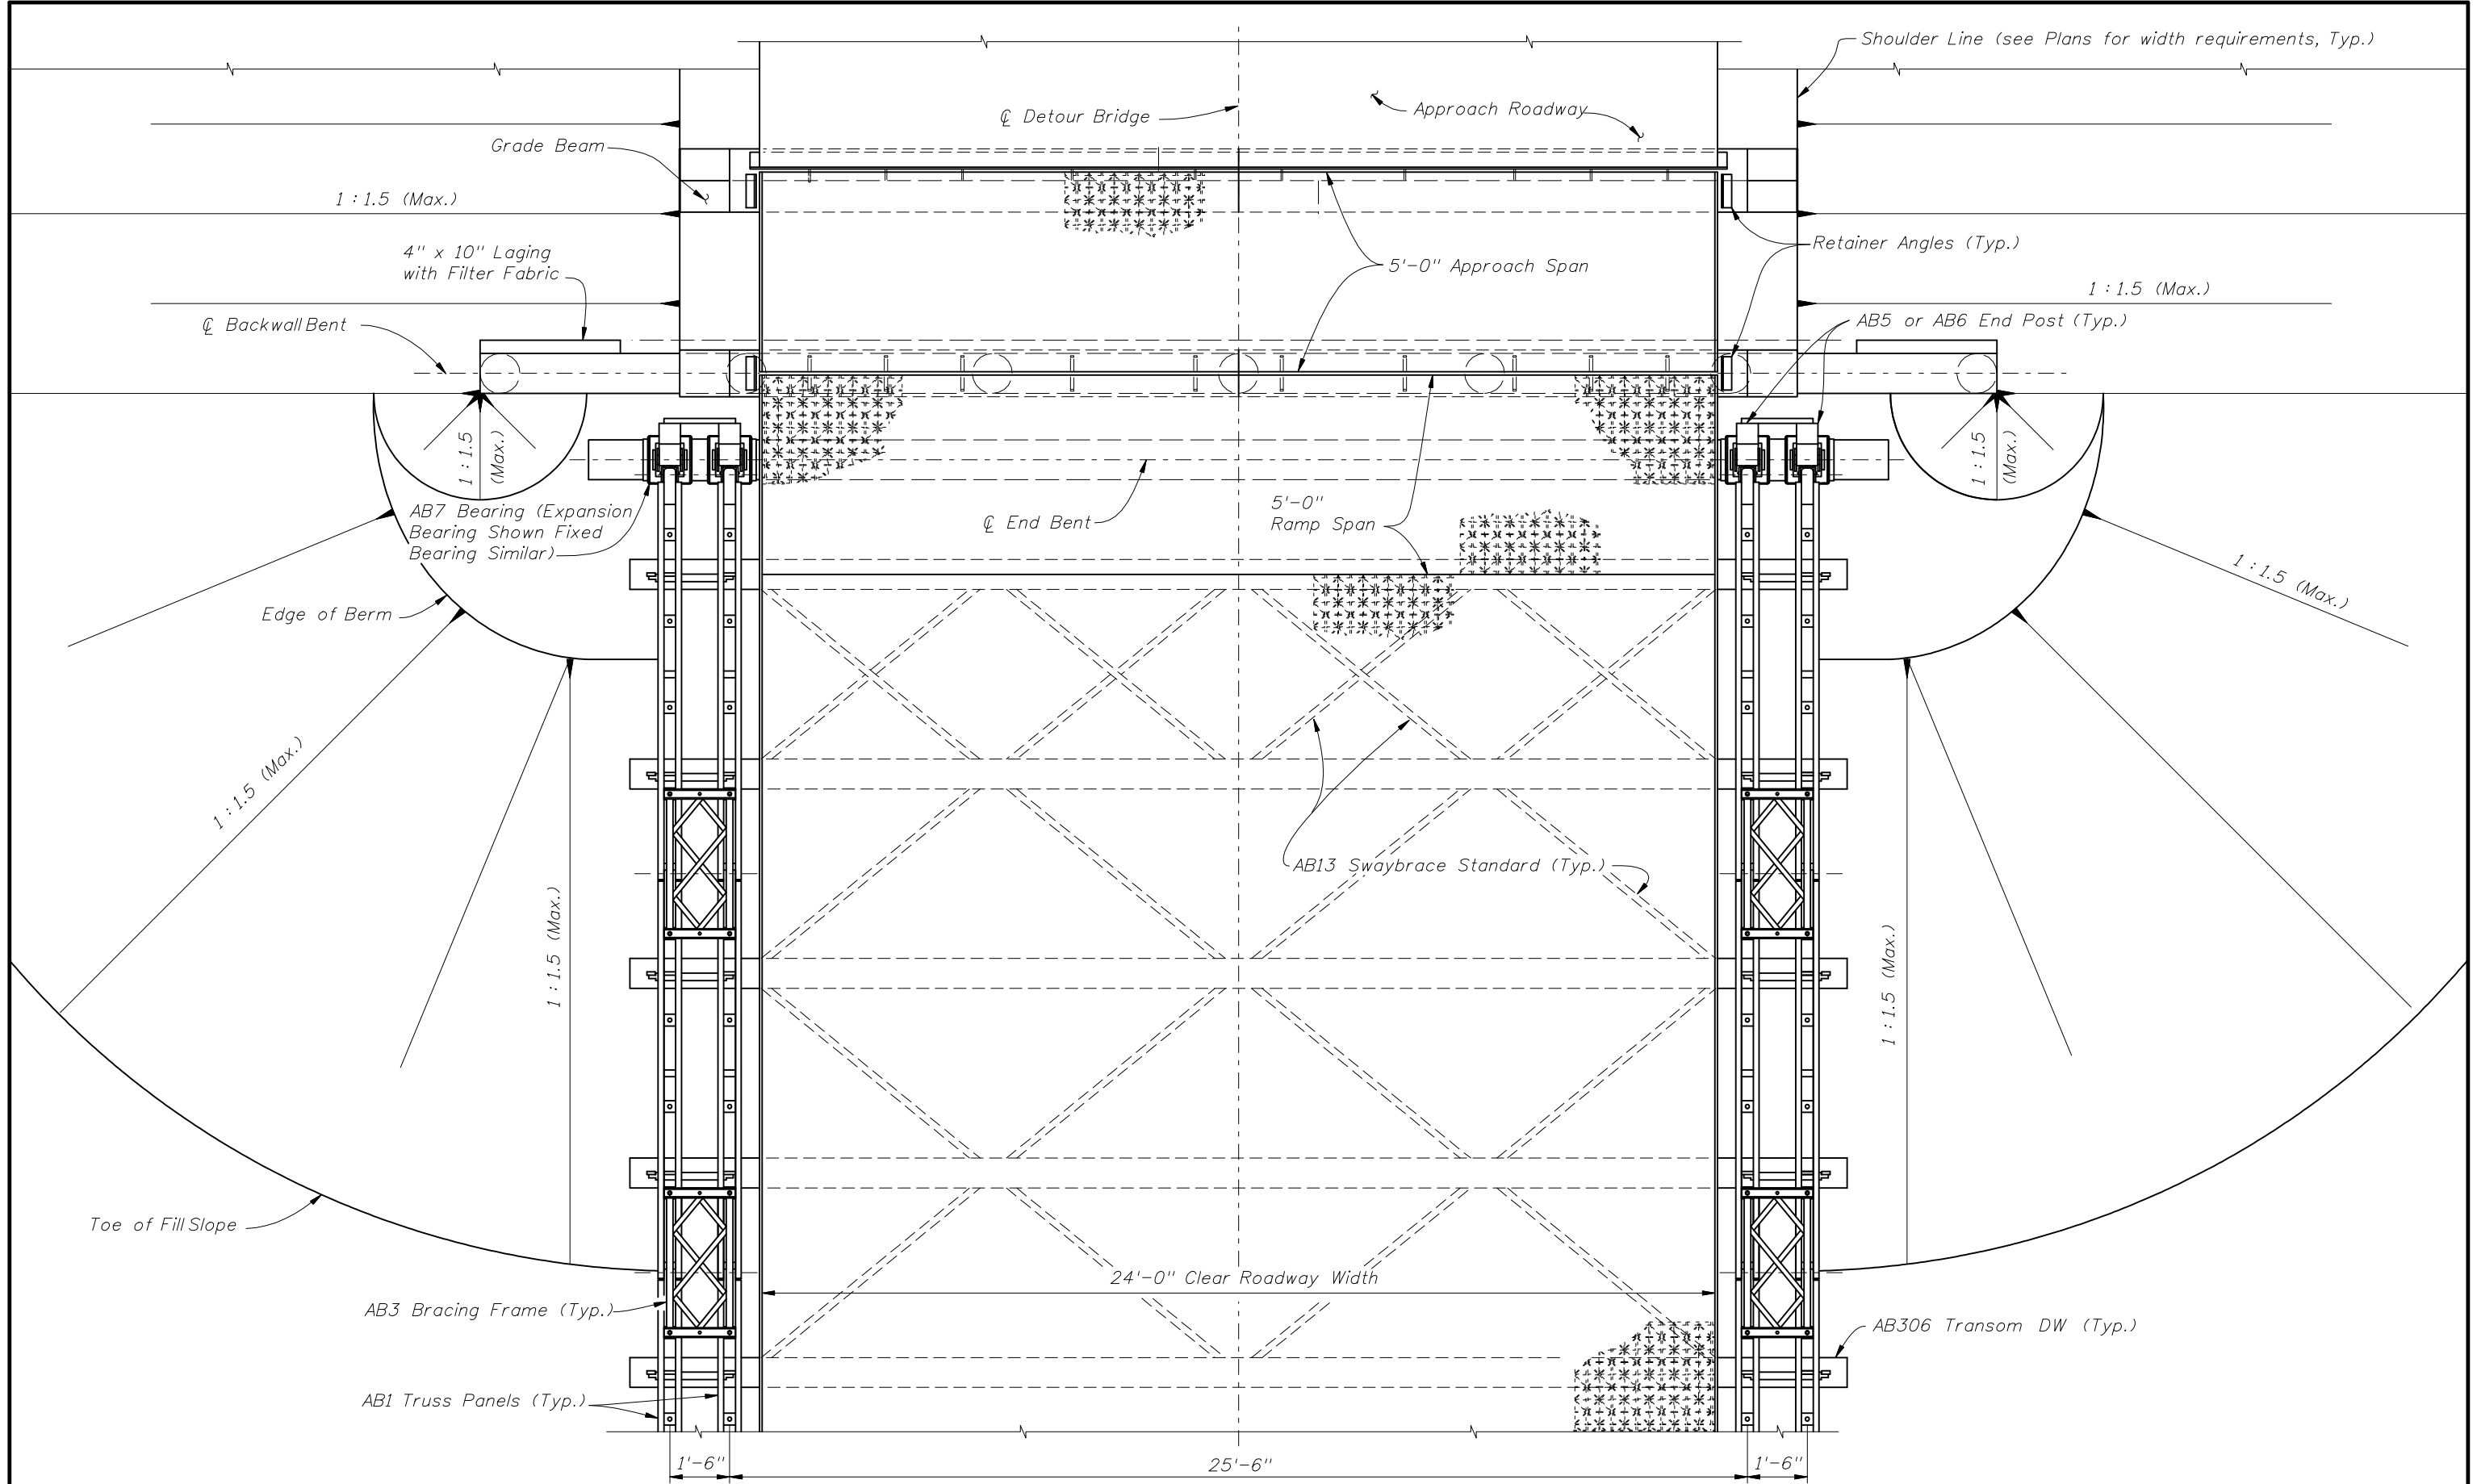 Shoulder Line (see Plans for width requirements, Typ.)
℄ Detour Bridge
Approach Roadway
Grade Beam
1 : 1.5 (Max.)
4" x 10" Laging
with Filter Fabric
5'-0" Approach Span
Retainer Angles (Typ.)
1 : 1.5 (Max.)
℄ Backwall Bent
AB5 or AB6 End Post (Typ.)
1 : 1.5
(Max.)
1 : 1.5
(Max.)
AB7 Bearing (Expansion
Bearing Shown Fixed
Bearing Similar)
℄ End Bent
5'-0"
Ramp Span
Edge of Berm
1 : 1.5 (Max.)
1 : 1.5 (Max.)
AB13 Swaybrace Standard (Typ.)
1 : 1.5 (Max.)
1 : 1.5 (Max.)
Toe of Fill Slope
24'-0" Clear Roadway Width
AB3 Bracing Frame (Typ.)
AB306 Transom DW (Typ.)
AB1 Truss Panels (Typ.)
1'-6"
25'-6"
1'-6"